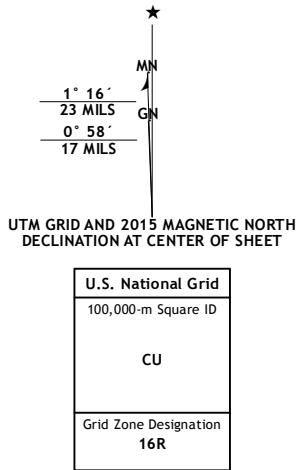 ★
MN
1° 16´
23 MILS
GN
0° 58´
17 MILS
UTM GRID AND 2015 MAGNETIC NORTH
DECLINATION AT CENTER OF SHEET
U.S. National Grid
100,000-m Square ID
CU
Grid Zone Designation
16R